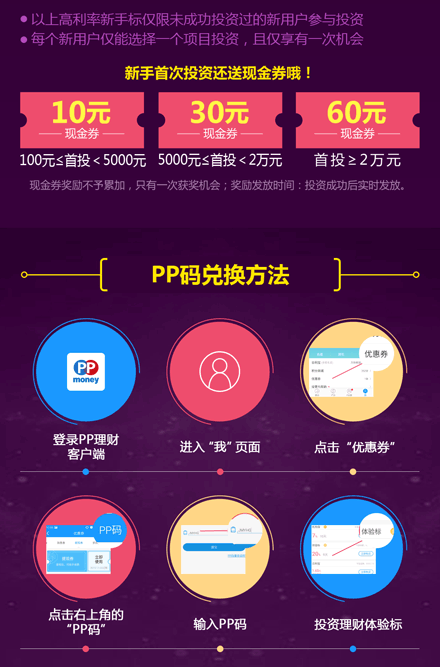 ● 以上高利率新手标仅限未成功投资过的新用户参与投资
● 每个新用户仅能选择一个项目投资，且仅享有一次机会
新手首次投资还送现金券哦！
10元 30元 60元
现金券 现金券 现金券
100元≤首投<5000元 5000元≤首投<2万元 首投≥2万元
现金券奖励不予累加，只有一次获奖机会；奖励发放时间：投资成功后实时发放。
PP码兑换方法
PP
money
优惠券
登录PP理财
客户端
进入“我”页面
点击“优惠券”
PP码
体验标
点击右上角的
“PP码”
输入PP码
投资理财体验标